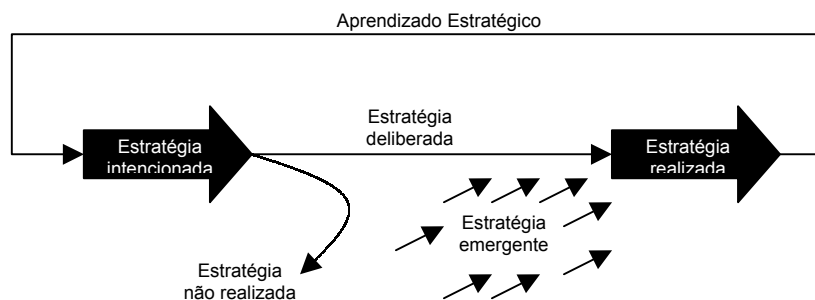 Aprendizado Estratégico
Estratégia
intencionada
Estratégia
deliberada
Estratégia
realizada
Estratégia
não realizada
Estratégia
emergente